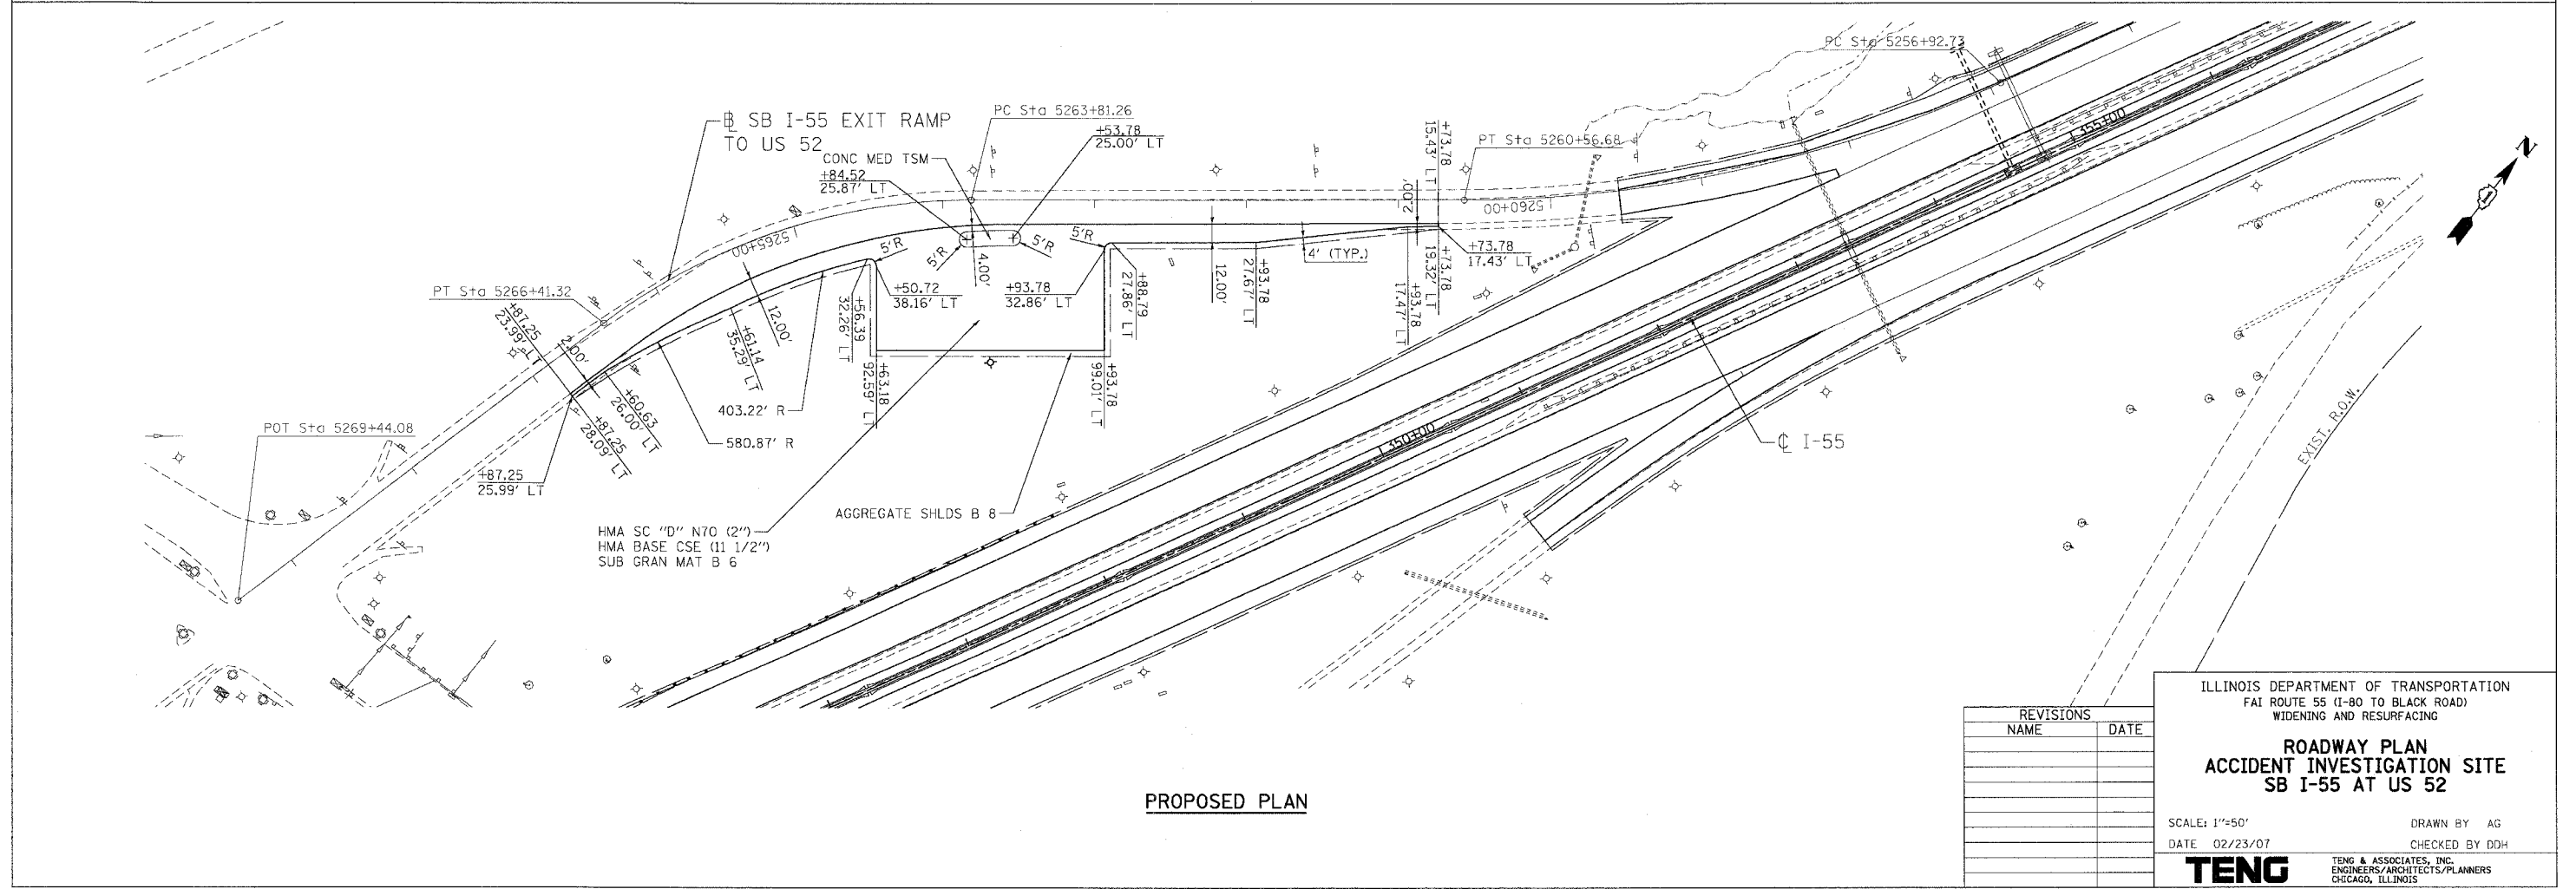 PC Sta 5256+92.73
PC Sta 5263+81.26
℄ SB I-55 EXIT RAMP
TO US 52
CONC MED TSM
+84.52
25.87' LT
+53.78
25.00' LT
+73.78
15.43' LT
PT Sta 5260+56.68
1355+00
N
2.00'
5260+00
5265+00
5'R
5'R
5'R
5'R
4.00'
4' (TYP.)
+73.78
17.43' LT
+73.78
19.32' LT
+93.78
17.47' LT
+93.78
27.67' LT
12.00'
+88.79
27.86' LT
+93.78
32.86' LT
+50.72
38.16' LT
+56.39
32.26' LT
PT Sta 5266+41.32
+87.25
23.99' LT
2.00'
12.00'
+61.14
35.29' LT
+63.18
92.59' LT
+93.78
99.01' LT
403.22' R
580.87' R
+60.63
26.00' LT
+87.25
28.09' LT
+87.25
25.99' LT
POT Sta 5269+44.08
1350+00
℄ I-55
EXIST. R.O.W.
AGGREGATE SHLDS B 8
HMA SC "D" N70 (2")
HMA BASE CSE (11 1/2")
SUB GRAN MAT B 6
PROPOSED PLAN
REVISIONS
NAME DATE
ILLINOIS DEPARTMENT OF TRANSPORTATION
FAI ROUTE 55 (I-80 TO BLACK ROAD)
WIDENING AND RESURFACING
ROADWAY PLAN
ACCIDENT INVESTIGATION SITE
SB I-55 AT US 52
SCALE: 1"=50' DRAWN BY AG
DATE 02/23/07 CHECKED BY DDH
TENG
TENG & ASSOCIATES, INC.
ENGINEERS/ARCHITECTS/PLANNERS
CHICAGO, ILLINOIS